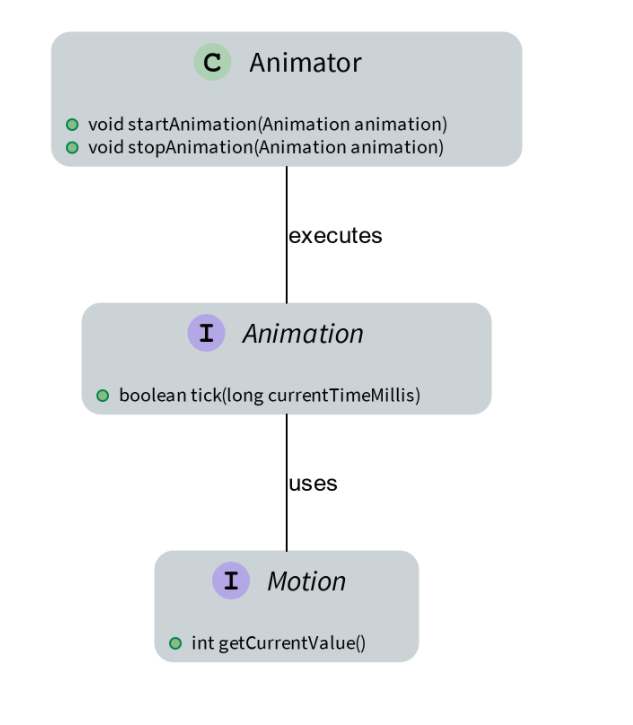 C Animator
void startAnimation(Animation animation)
void stopAnimation(Animation animation)
executes
I Animation
boolean tick(long currentTimeMillis)
uses
I Motion
int getCurrentValue()